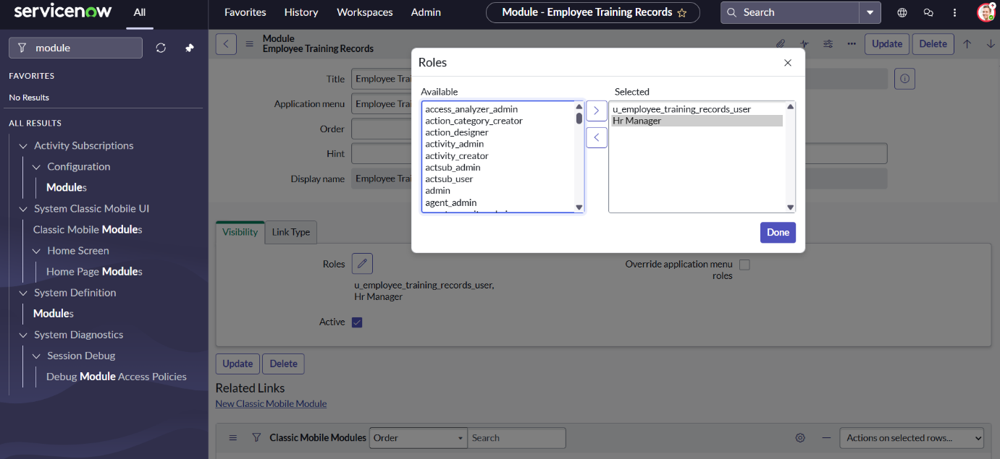 servicenow
All
Favorites
History
Workspaces
Admin
Module - Employee Training Records
Search
module
FAVORITES
No Results
ALL RESULTS
Activity Subscriptions
Configuration
Modules
System Classic Mobile UI
Classic Mobile Modules
Home Screen
Home Page Modules
System Definition
Modules
System Diagnostics
Session Debug
Debug Module Access Policies
Module
Employee Training Records
Update
Delete
Title
Employee Trai
Application menu
Employee Trai
Order
Hint
Display name
Employee Trai
Roles
Available
Selected
access_analyzer_admin
action_category_creator
action_designer
activity_admin
activity_creator
actsub_admin
actsub_user
admin
agent_admin
u_employee_training_records_user
Hr Manager
Done
Visibility
Link Type
Roles
u_employee_training_records_user,
Hr Manager
Override application menu
roles
Active
Update
Delete
Related Links
New Classic Mobile Module
Classic Mobile Modules
Order
Search
Actions on selected rows...